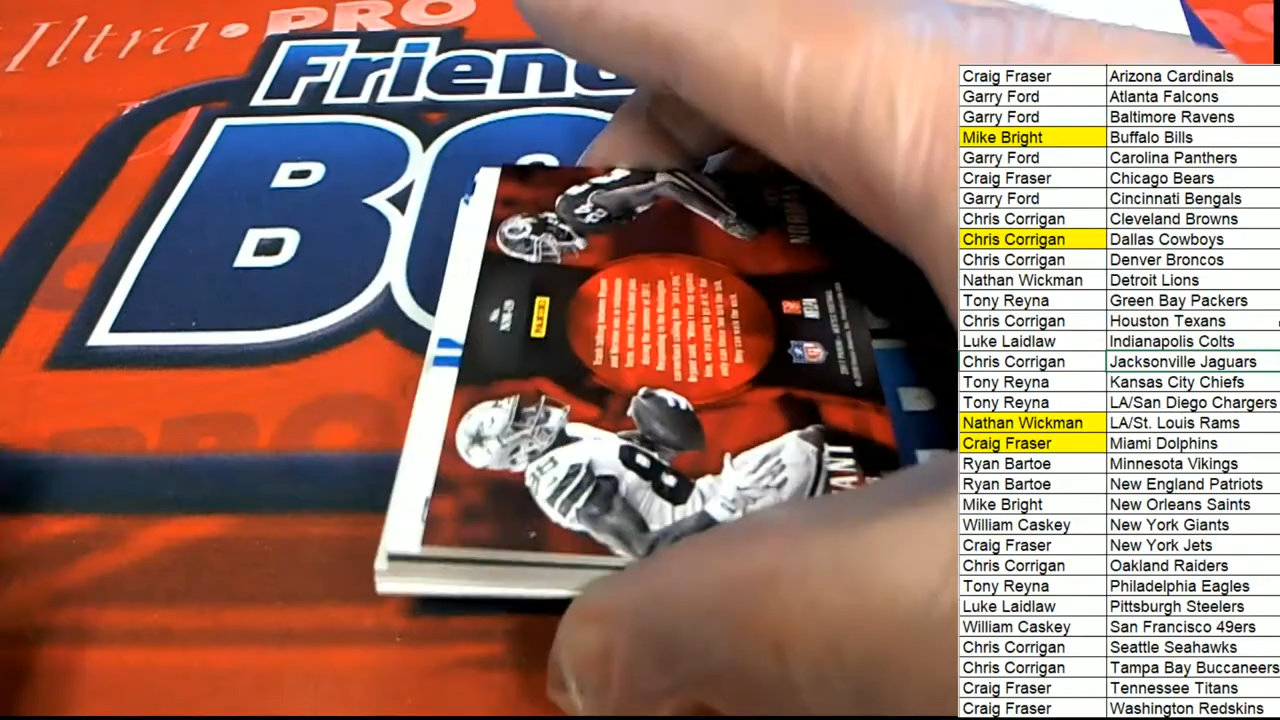 Ultra•PRO
Friend
BO
PANINI
NFL
Craig Fraser Arizona Cardinals
Garry Ford Atlanta Falcons
Garry Ford Baltimore Ravens
Mike Bright Buffalo Bills
Garry Ford Carolina Panthers
Craig Fraser Chicago Bears
Garry Ford Cincinnati Bengals
Chris Corrigan Cleveland Browns
Chris Corrigan Dallas Cowboys
Chris Corrigan Denver Broncos
Nathan Wickman Detroit Lions
Tony Reyna Green Bay Packers
Chris Corrigan Houston Texans
Luke Laidlaw Indianapolis Colts
Chris Corrigan Jacksonville Jaguars
Tony Reyna Kansas City Chiefs
Tony Reyna LA/San Diego Chargers
Nathan Wickman LA/St. Louis Rams
Craig Fraser Miami Dolphins
Ryan Bartoe Minnesota Vikings
Ryan Bartoe New England Patriots
Mike Bright New Orleans Saints
William Caskey New York Giants
Craig Fraser New York Jets
Chris Corrigan Oakland Raiders
Tony Reyna Philadelphia Eagles
Luke Laidlaw Pittsburgh Steelers
William Caskey San Francisco 49ers
Chris Corrigan Seattle Seahawks
Chris Corrigan Tampa Bay Buccaneers
Craig Fraser Tennessee Titans
Craig Fraser Washington Redskins